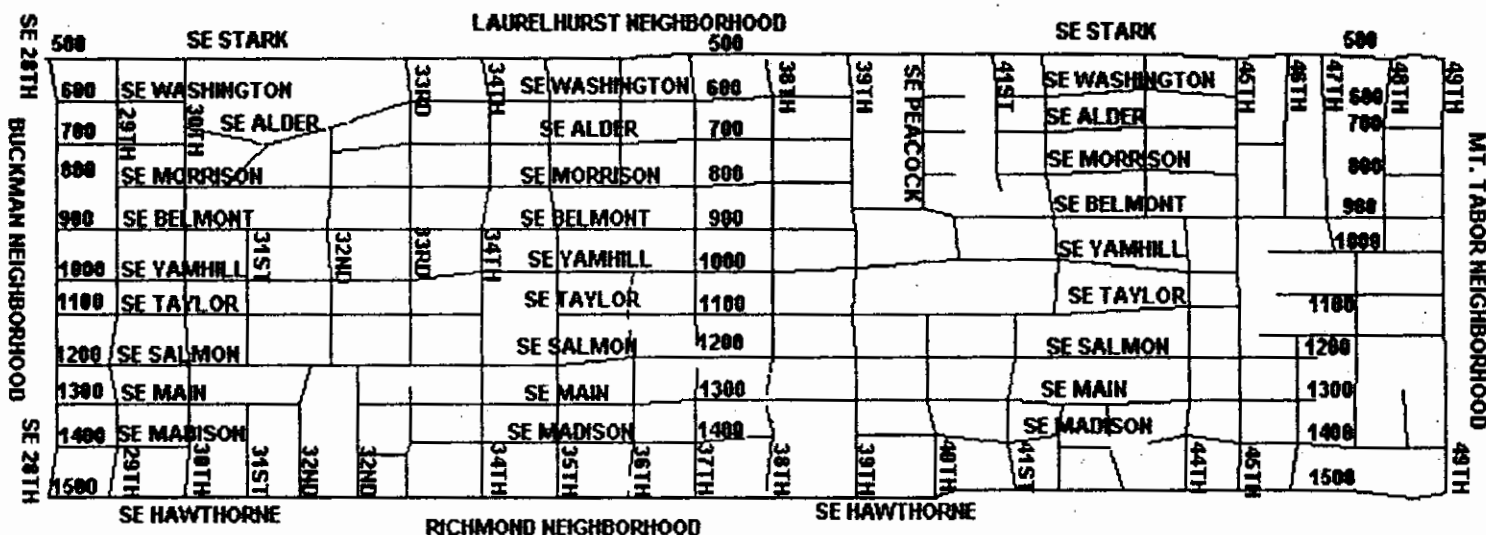 LAURELHURST NEIGHBORHOOD
SE STARK
SE STARK
500
500
500
SE 28TH
33RD
34TH
38TH
39TH
SE PEACOCK
41ST
45TH
46TH
47TH
48TH
49TH
600
SE WASHINGTON
SE WASHINGTON
600
SE WASHINGTON
600
29TH
30TH
700
SE ALDER
SE ALDER
700
SE ALDER
700
BUCKMAN NEIGHBORHOOD
MT. TABOR NEIGHBORHOOD
800
SE MORRISON
SE MORRISON
800
SE MORRISON
800
900
SE BELMONT
SE BELMONT
900
SE BELMONT
900
31ST
32ND
33RD
34TH
1000
SE YAMHILL
SE YAMHILL
1000
SE YAMHILL
1000
1100
SE TAYLOR
SE TAYLOR
1100
SE TAYLOR
1100
1200
SE SALMON
SE SALMON
1200
SE SALMON
1200
1300
SE MAIN
SE MAIN
1300
SE MAIN
1300
1400
SE MADISON
SE MADISON
1400
SE MADISON
1400
SE 28TH
29TH
30TH
31ST
32ND
32ND
34TH
35TH
36TH
37TH
38TH
39TH
40TH
41ST
44TH
45TH
49TH
1500
1500
SE HAWTHORNE
SE HAWTHORNE
RICHMOND NEIGHBORHOOD